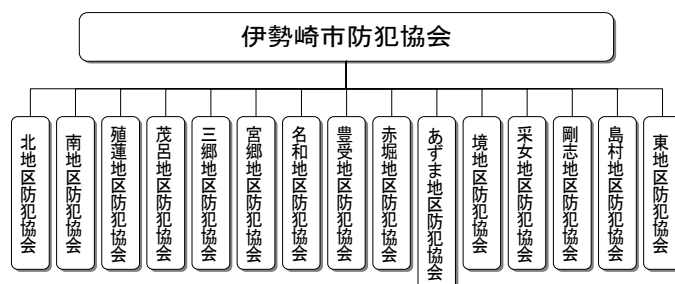 伊勢崎市防犯協会
北地区防犯協会
南地区防犯協会
殖蓮地区防犯協会
茂呂地区防犯協会
三郷地区防犯協会
宮郷地区防犯協会
名和地区防犯協会
豊受地区防犯協会
赤堀地区防犯協会
あずま地区防犯協会
境地区防犯協会
采女地区防犯協会
剛志地区防犯協会
島村地区防犯協会
東地区防犯協会